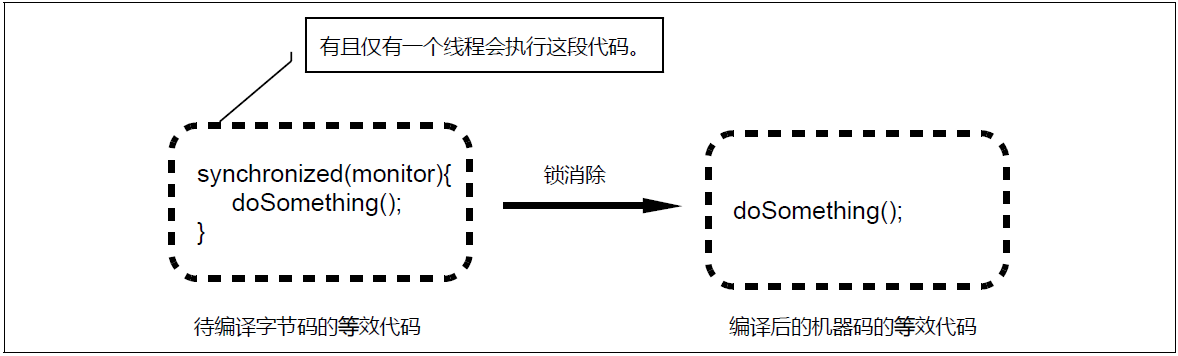 有且仅有一个线程会执行这段代码。
synchronized(monitor){
doSomething();
}
锁消除
doSomething();
待编译字节码的等效代码
编译后的机器码的等效代码